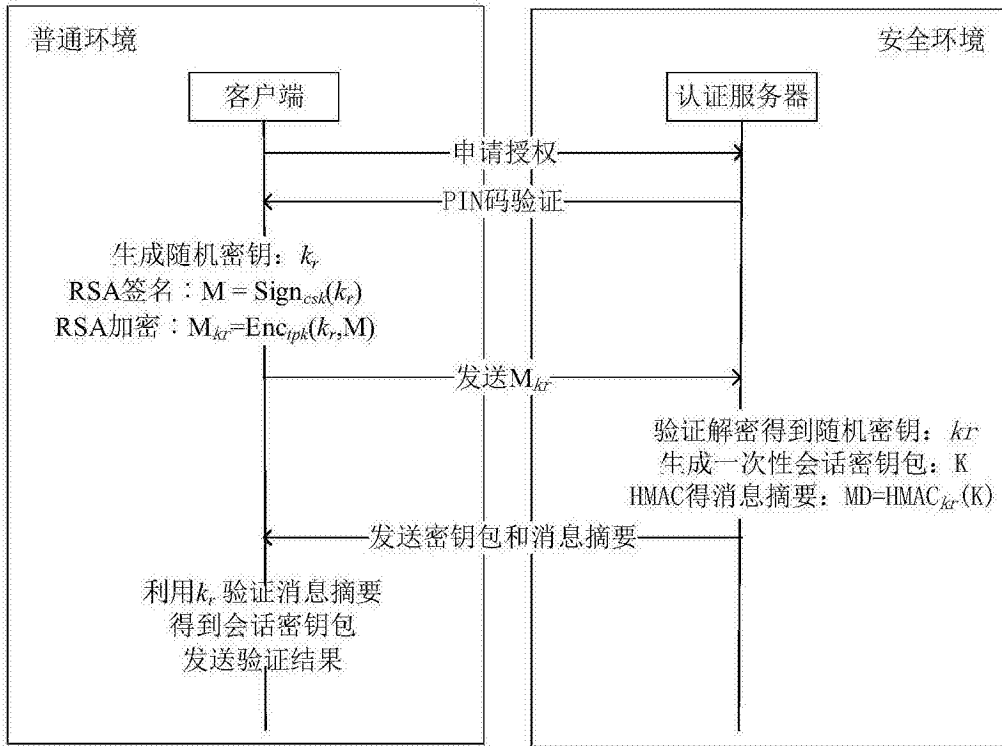 普通环境
安全环境
客户端
认证服务器
申请授权
PIN码验证
生成随机密钥：kr
RSA签名：M = Signcsk(kr)
RSA加密：Mkr=Enctpk(kr,M)
发送Mkr
验证解密得到随机密钥：kr
生成一次性会话密钥包：K
HMAC得消息摘要：MD=HMACkr(K)
发送密钥包和消息摘要
利用kr 验证消息摘要
得到会话密钥包
发送验证结果